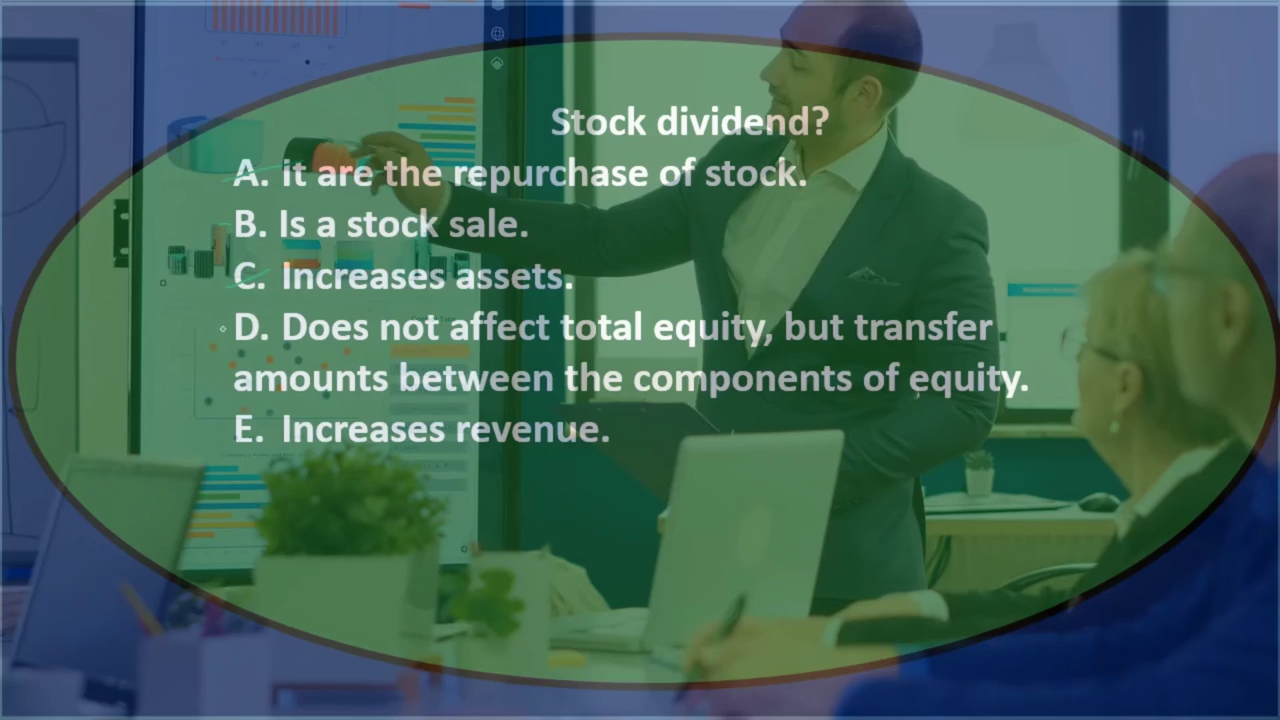 Stock dividend?
A. it are the repurchase of stock.
B. Is a stock sale.
C. Increases assets.
D. Does not affect total equity, but transfer
amounts between the components of equity.
E. Increases revenue.